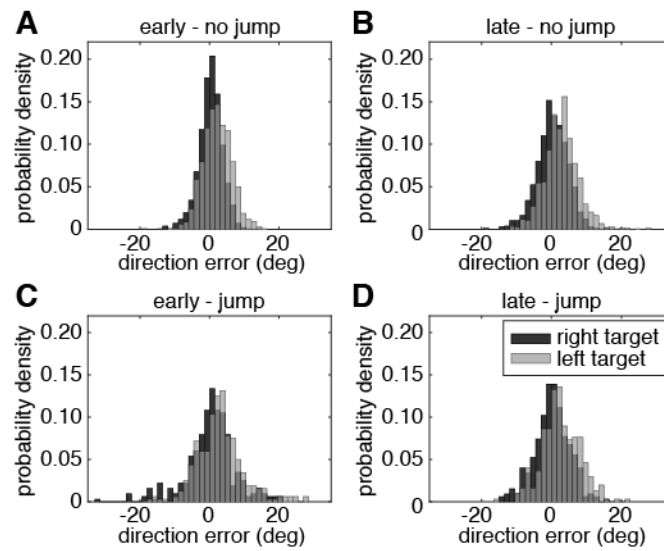 A
early - no jump
probability density
0.20
0.15
0.10
0.05
0
-20
0
20
direction error (deg)
B
late - no jump
probability density
0.20
0.15
0.10
0.05
0
-20
0
20
direction error (deg)
C
early - jump
probability density
0.20
0.15
0.10
0.05
0
-20
0
20
direction error (deg)
D
late - jump
probability density
0.20
0.15
0.10
0.05
0
-20
0
20
direction error (deg)
right target
left target